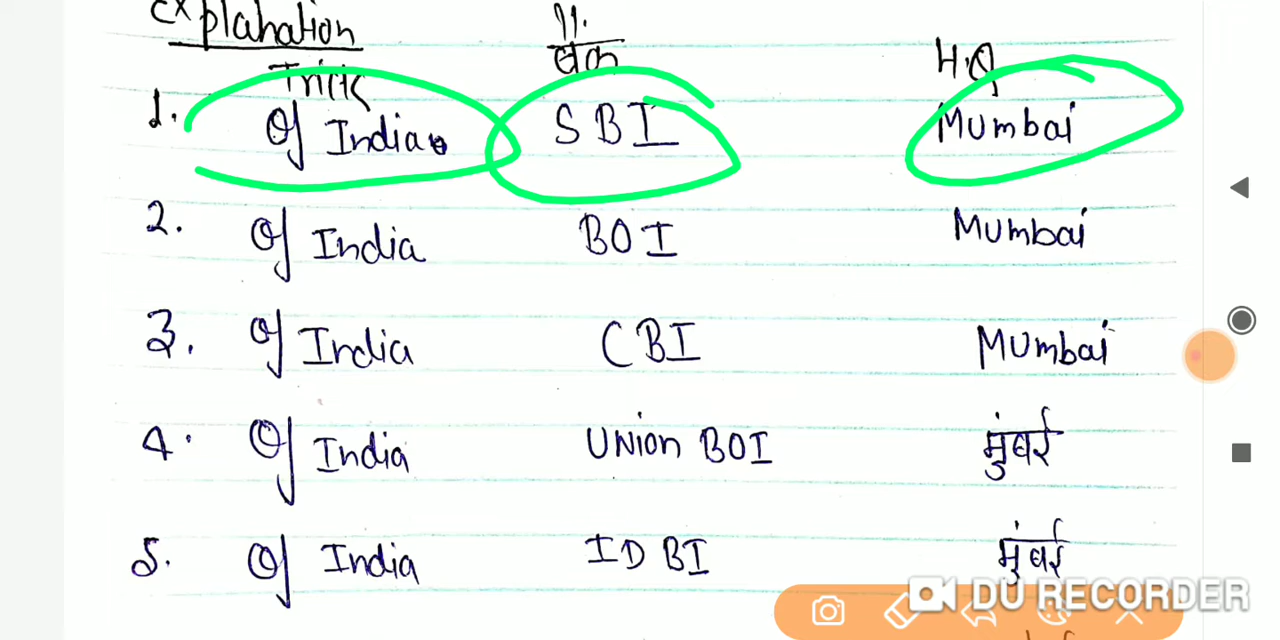 Explanation
Trick बैंक H.Q
1. Of India SBI Mumbai
2. Of India BOI Mumbai
3. Of India CBI Mumbai
4. Of India Union BOI मुंबई
5. Of India IDBI मुंबई
DU RECORDER